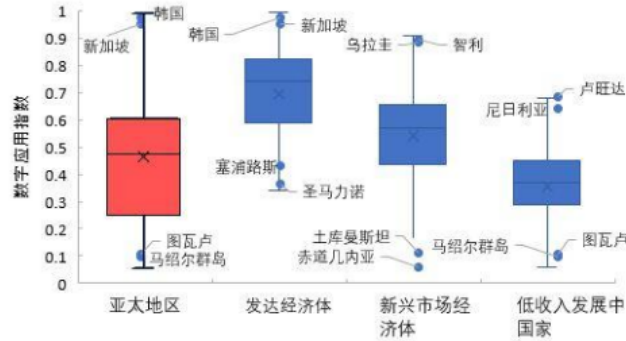 数字应用指数
1
0.9
0.8
0.7
0.6
0.5
0.4
0.3
0.2
0.1
0
韩国
新加坡
图瓦卢
马绍尔群岛
韩国
新加坡
塞浦路斯
圣马力诺
乌拉圭
智利
土库曼斯坦
赤道几内亚
卢旺达
尼日利亚
马绍尔群岛
图瓦卢
亚太地区
发达经济体
新兴市场经
济体
低收入发展中
国家